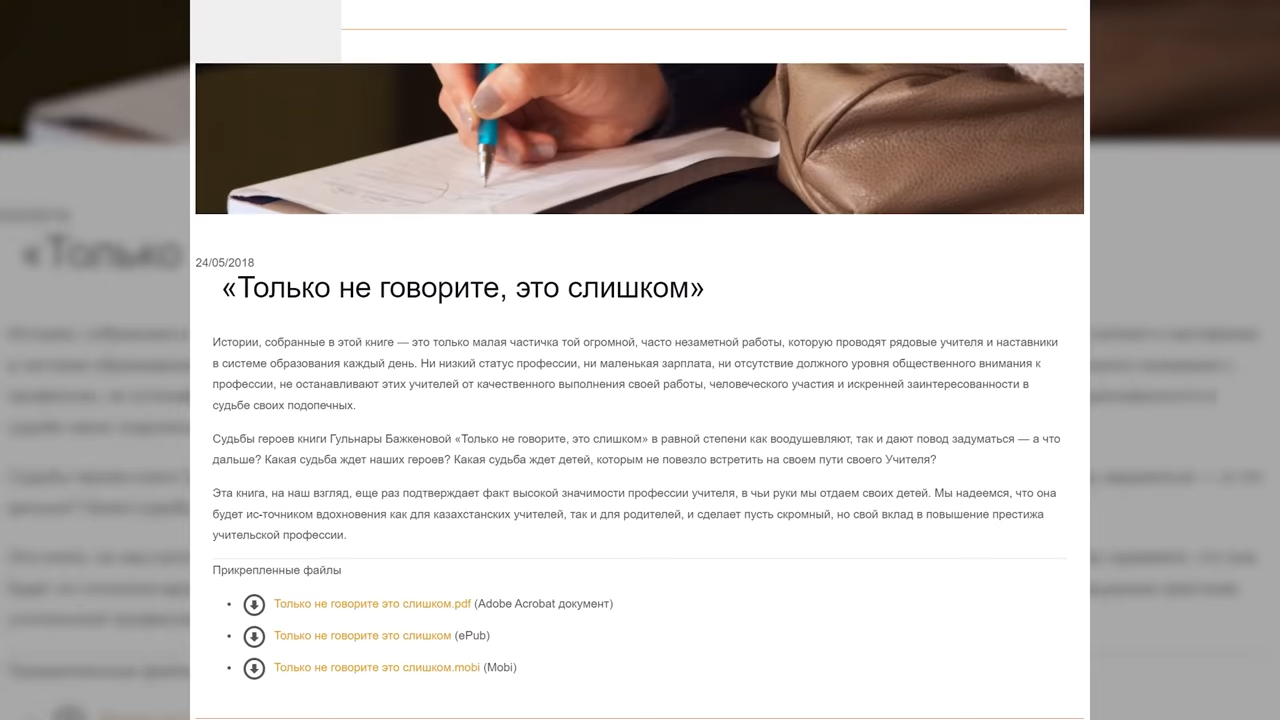 24/05/2018
«Только не говорите, это слишком»
Истории, собранные в этой книге — это только малая частичка той огромной, часто незаметной работы, которую проводят рядовые учителя и наставники
в системе образования каждый день. Ни низкий статус профессии, ни маленькая зарплата, ни отсутствие должного уровня общественного внимания к
профессии, не останавливают этих учителей от качественного выполнения своей работы, человеческого участия и искренней заинтересованности в
судьбе своих подопечных.
Судьбы героев книги Гульнары Бажкеновой «Только не говорите, это слишком» в равной степени как воодушевляют, так и дают повод задуматься — а что
дальше? Какая судьба ждет наших героев? Какая судьба ждет детей, которым не повезло встретить на своем пути своего Учителя?
Эта книга, на наш взгляд, еще раз подтверждает факт высокой значимости профессии учителя, в чьи руки мы отдаем своих детей. Мы надеемся, что она
будет ис-точником вдохновения как для казахстанских учителей, так и для родителей, и сделает пусть скромный, но свой вклад в повышение престижа
учительской профессии.
Прикрепленные файлы
• Только не говорите это слишком.pdf (Adobe Acrobat документ)
• Только не говорите это слишком (ePub)
• Только не говорите это слишком.mobi (Mobi)